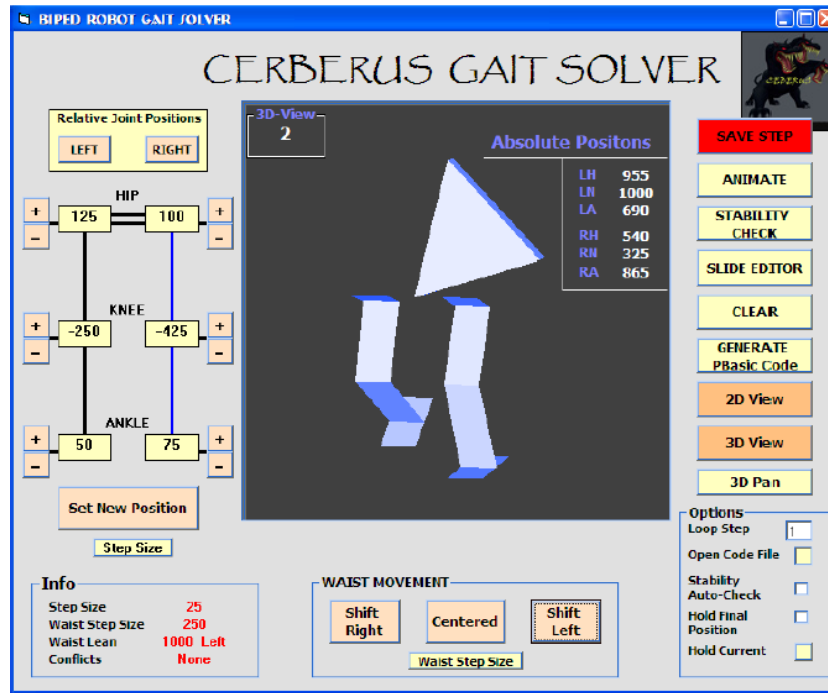 BIPED ROBOT GAIT SOLVER
CERBERUS GAIT SOLVER
CERBERUS
Relative Joint Positions
LEFT RIGHT
HIP
+ 125 100 +
- -
KNEE
+ -250 -425 +
- -
ANKLE
+ 50 75 +
- -
Set New Position
Step Size
3D-View
2
Absolute Positons
LH 955
LN 1000
LA 690
RH 540
RN 325
RA 865
SAVE STEP
ANIMATE
STABILITY
CHECK
SLIDE EDITOR
CLEAR
GENERATE
PBasic Code
2D View
3D View
3D Pan
Info
Step Size 25
Waist Step Size 250
Waist Lean 1000 Left
Conflicts None
WAIST MOVEMENT
Shift
Right
Centered
Shift
Left
Waist Step Size
Options
Loop Step 1
Open Code File
Stability
Auto-Check
Hold Final
Position
Hold Current